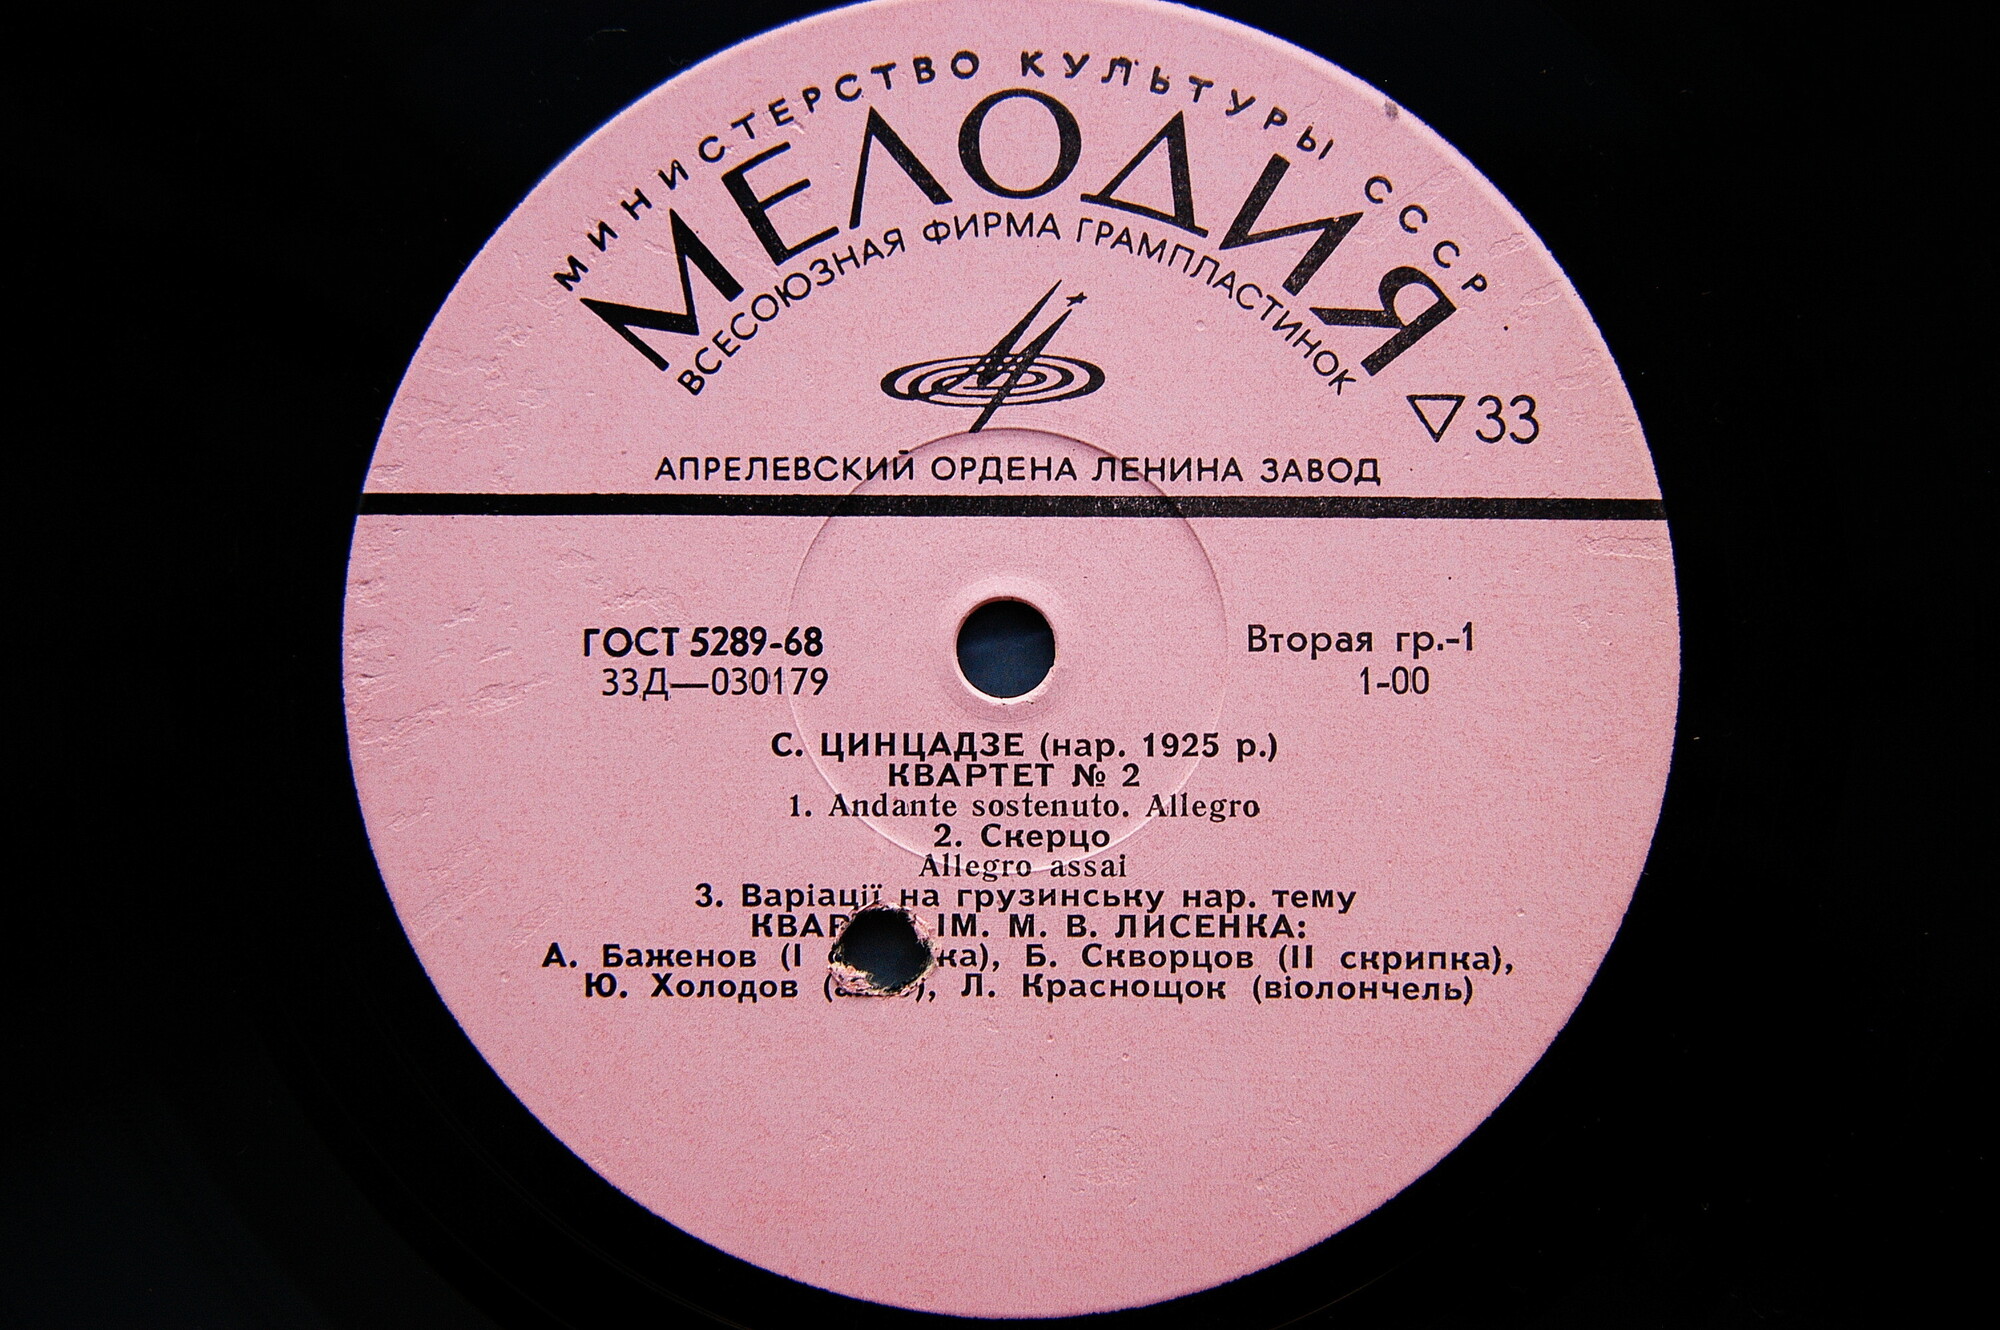 МИНИСТЕРСТВО КУЛЬТУРЫ СССР
МЕЛОДИЯ
ВСЕСОЮЗНАЯ ФИРМА ГРАМПЛАСТИНОК
33
АПРЕЛЕВСКИЙ ОРДЕНА ЛЕНИНА ЗАВОД
ГОСТ 5289-68
33Д—030179
Вторая гр.-1
1-00
С. ЦИНЦАДЗЕ (нар. 1925 р.)
КВАРТЕТ № 2
1. Andante sostenuto. Allegro
2. Скерцо
Allegro assai
3. Варіації на грузинську нар. тему
ІМ. М. В. ЛИСЕНКА:
А. Баженов (I Б. Скворцов (II скрипка),
Ю. Холодов Л. Краснощок (віолончель)